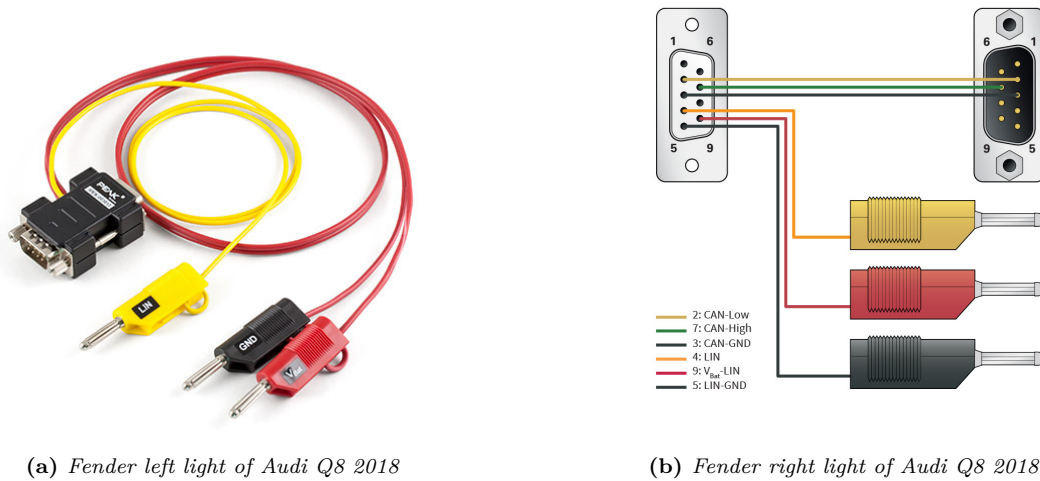 PEAK
LIN
GND
VBat
1 6
5 9
6 1
9 5
2: CAN-Low
7: CAN-High
3: CAN-GND
4: LIN
9: VBat-LIN
5: LIN-GND
(a) Fender left light of Audi Q8 2018
(b) Fender right light of Audi Q8 2018